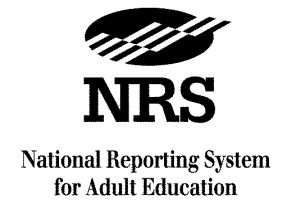 NRS
National Reporting System
for Adult Education